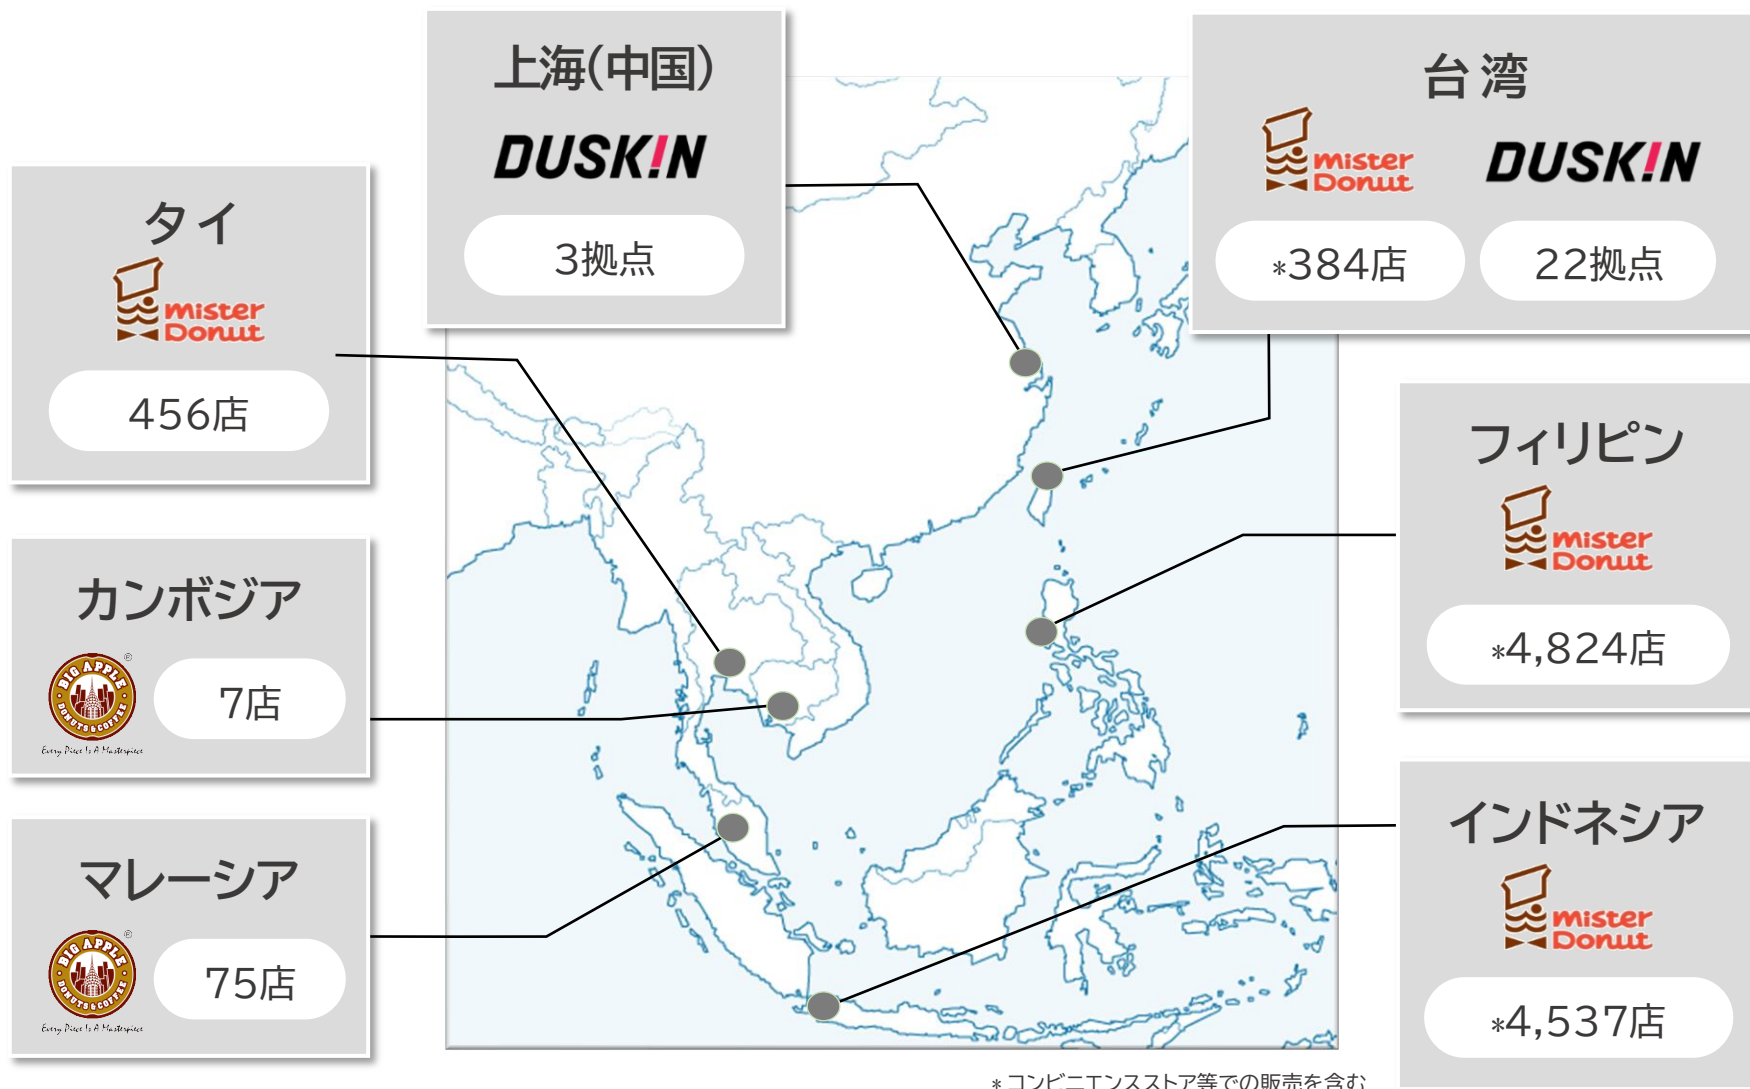 上海(中国)
DUSK!N
3拠点
台湾
mister Donut
DUSK!N
*384店
22拠点
タイ
mister Donut
456店
フィリピン
mister Donut
*4,824店
カンボジア
BIG APPLE
DONUTS & COFFEE
®
Every Piece Is A Masterpiece
7店
マレーシア
BIG APPLE
DONUTS & COFFEE
®
Every Piece Is A Masterpiece
75店
インドネシア
mister Donut
*4,537店
*コンビニエンスストア等での販売を含む